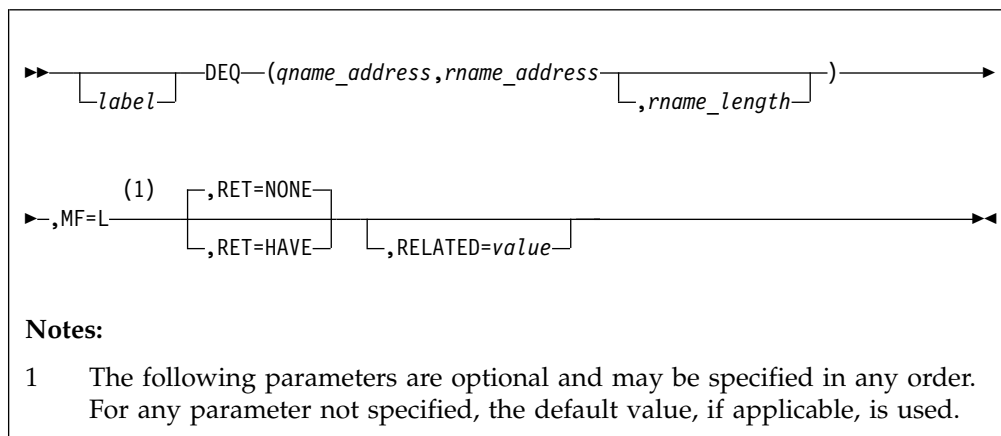 DEQ (qname_address,rname_address )
label ,rname_length
(1) ,RET=NONE
,MF=L
,RET=HAVE ,RELATED=value
Notes:
1 The following parameters are optional and may be specified in any order.
For any parameter not specified, the default value, if applicable, is used.